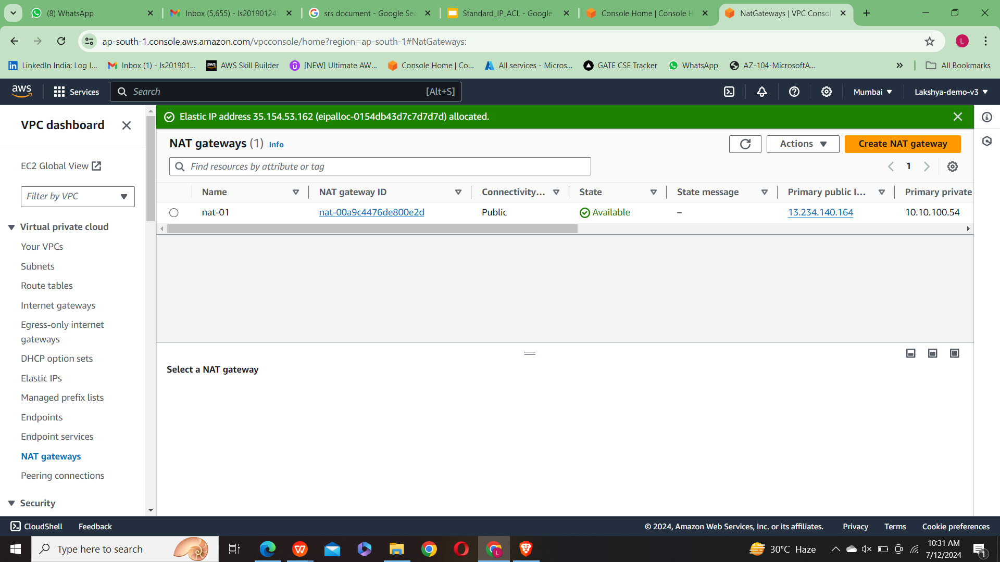 (8) WhatsApp
Inbox (5,655) - ls20190124
srs document - Google Sea
Standard_IP_ACL - Google
Console Home | Console H
NatGateways | VPC Consol
ap-south-1.console.aws.amazon.com/vpcconsole/home?region=ap-south-1#NatGateways:
L
LinkedIn India: Log I...
Inbox (1) - ls201901...
AWS Skill Builder
[NEW] Ultimate AW...
Console Home | Co...
All services - Micros...
GATE CSE Tracker
WhatsApp
AZ-104-MicrosoftA...
All Bookmarks
aws
Services
Search
[Alt+S]
Mumbai
Lakshya-demo-v3
VPC dashboard
EC2 Global View
Filter by VPC
Virtual private cloud
Your VPCs
Subnets
Route tables
Internet gateways
Egress-only internet
gateways
DHCP option sets
Elastic IPs
Managed prefix lists
Endpoints
Endpoint services
NAT gateways
Peering connections
Security
Elastic IP address 35.154.53.162 (eipalloc-0154db43d7c7d7d7d) allocated.
NAT gateways (1) Info
Actions
Create NAT gateway
Find resources by attribute or tag
1
Name
NAT gateway ID
Connectivity...
State
State message
Primary public I...
Primary private
nat-01
nat-00a9c4476de800e2d
Public
Available
–
13.234.140.164
10.10.100.54
Select a NAT gateway
CloudShell
Feedback
© 2024, Amazon Web Services, Inc. or its affiliates.
Privacy
Terms
Cookie preferences
Type here to search
30°C Haze
10:31 AM
7/12/2024
1